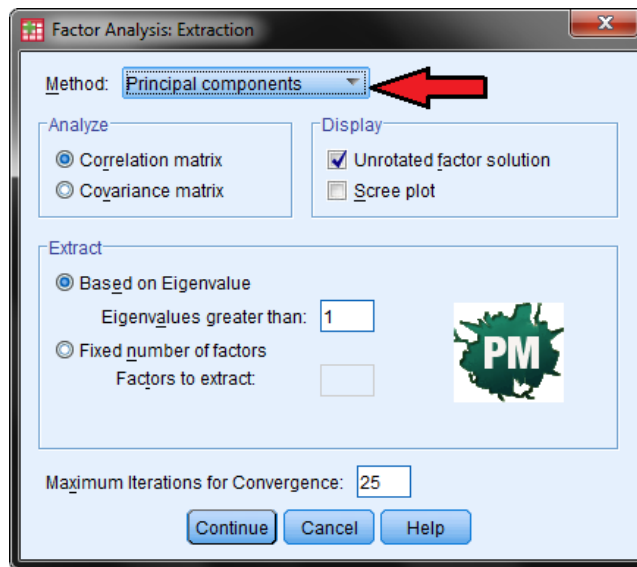 Factor Analysis: Extraction
Method: Principal components
Analyze
Correlation matrix
Covariance matrix
Display
Unrotated factor solution
Scree plot
Extract
Based on Eigenvalue
Eigenvalues greater than: 1
Fixed number of factors
Factors to extract:
PM
Maximum Iterations for Convergence: 25
Continue Cancel Help